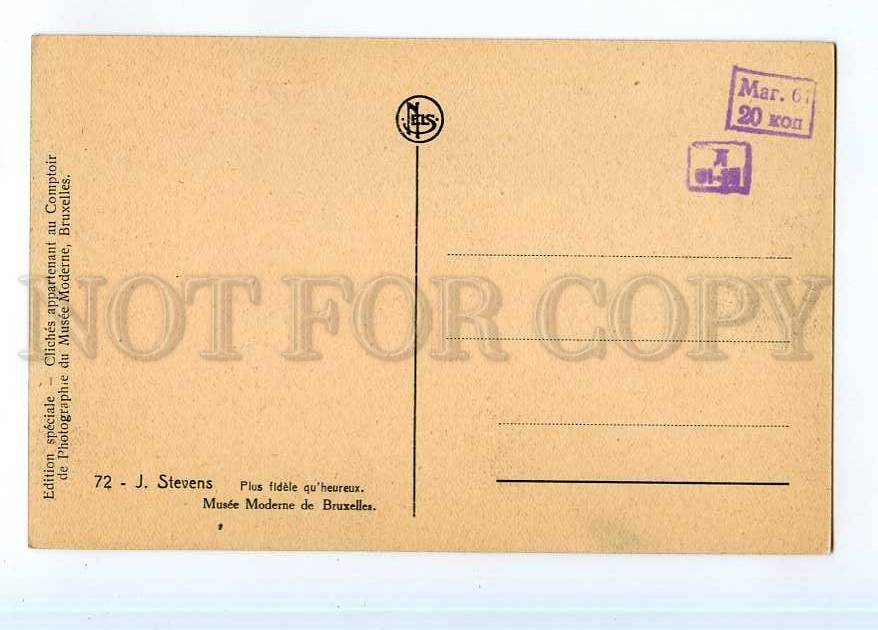 Edition spéciale — Clichés appartenant au Comptoir
de Photographie du Musée Moderne, Bruxelles.
NELS
Маг. 61
20 коп
NOT FOR COPY
72 - J. Stevens Plus fidèle qu'heureux.
Musée Moderne de Bruxelles.